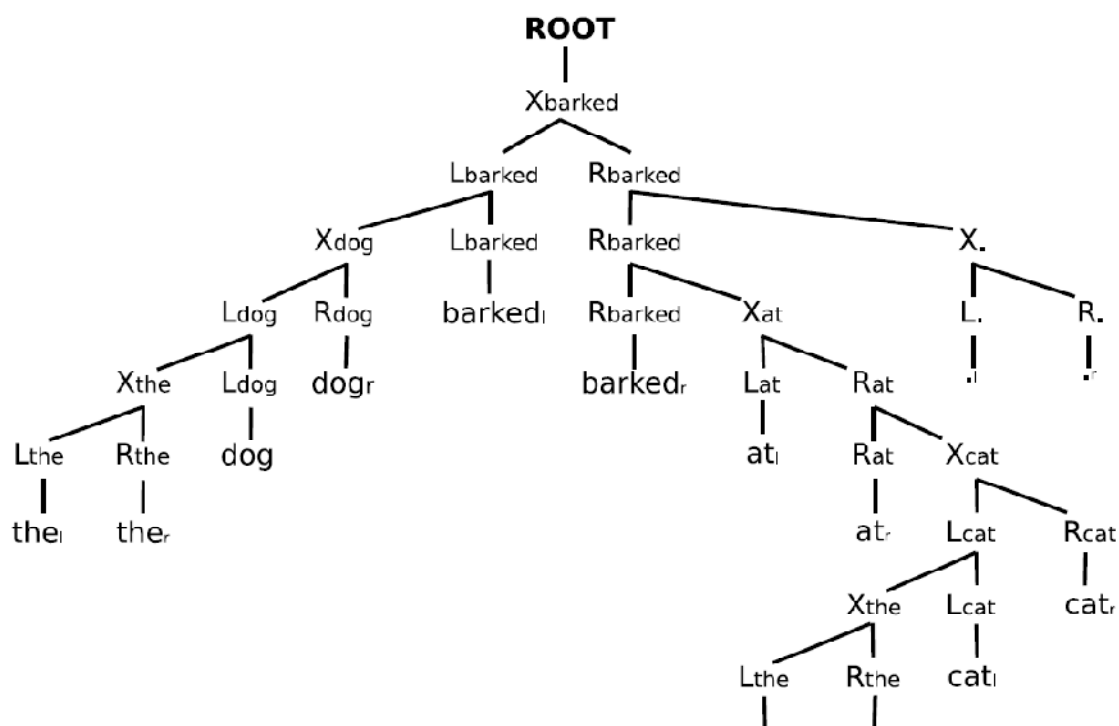 ROOT
Xbarked
Lbarked Rbarked
Xdog Lbarked Rbarked X.
Ldog Rdog barkedl Rbarked Xat L. R.
Xthe Ldog dogr barkedr Lat Rat .l .r
Lthe Rthe dog atl Rat Xcat
thel ther atr Lcat Rcat
Xthe Lcat catr
Lthe Rthe catl